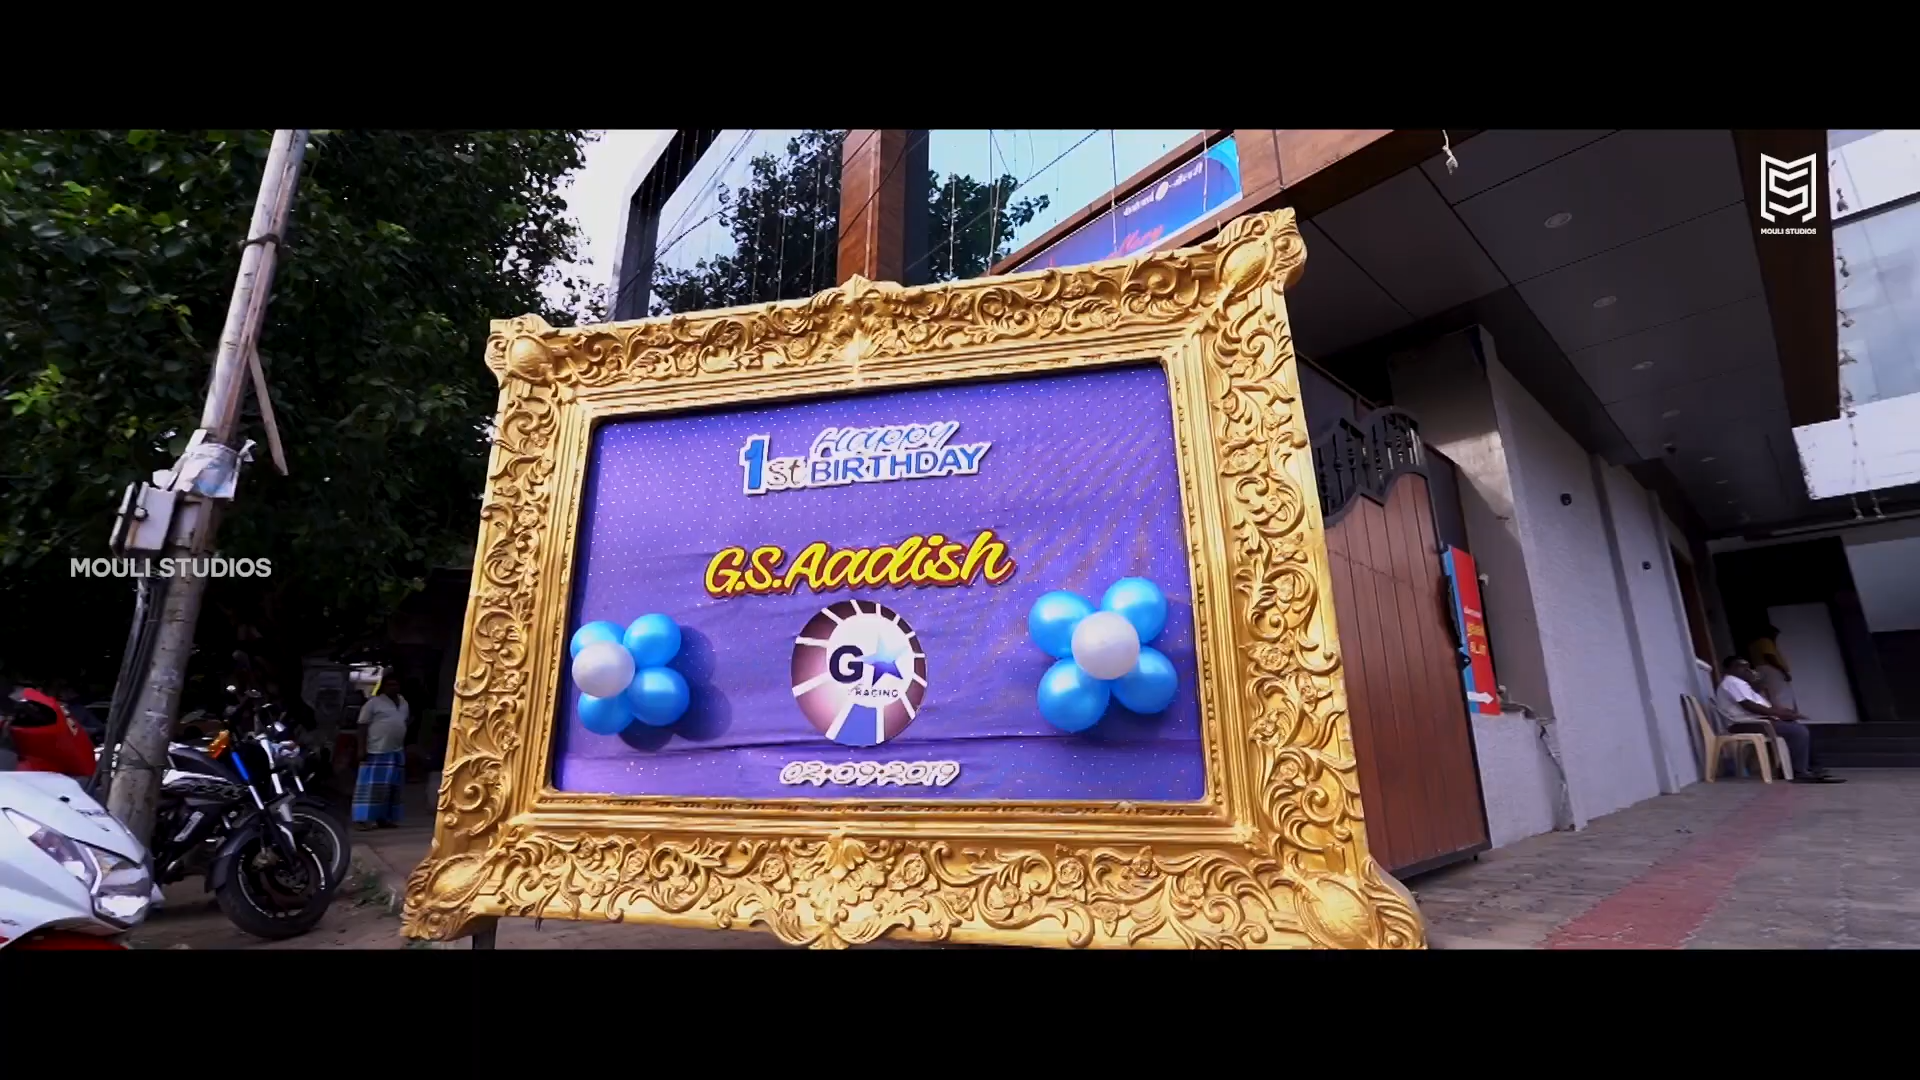 MOULI STUDIOS
Happy
1st BIRTHDAY
G.S.Aadish
G
RACING
02.09.2019
MOULI STUDIOS